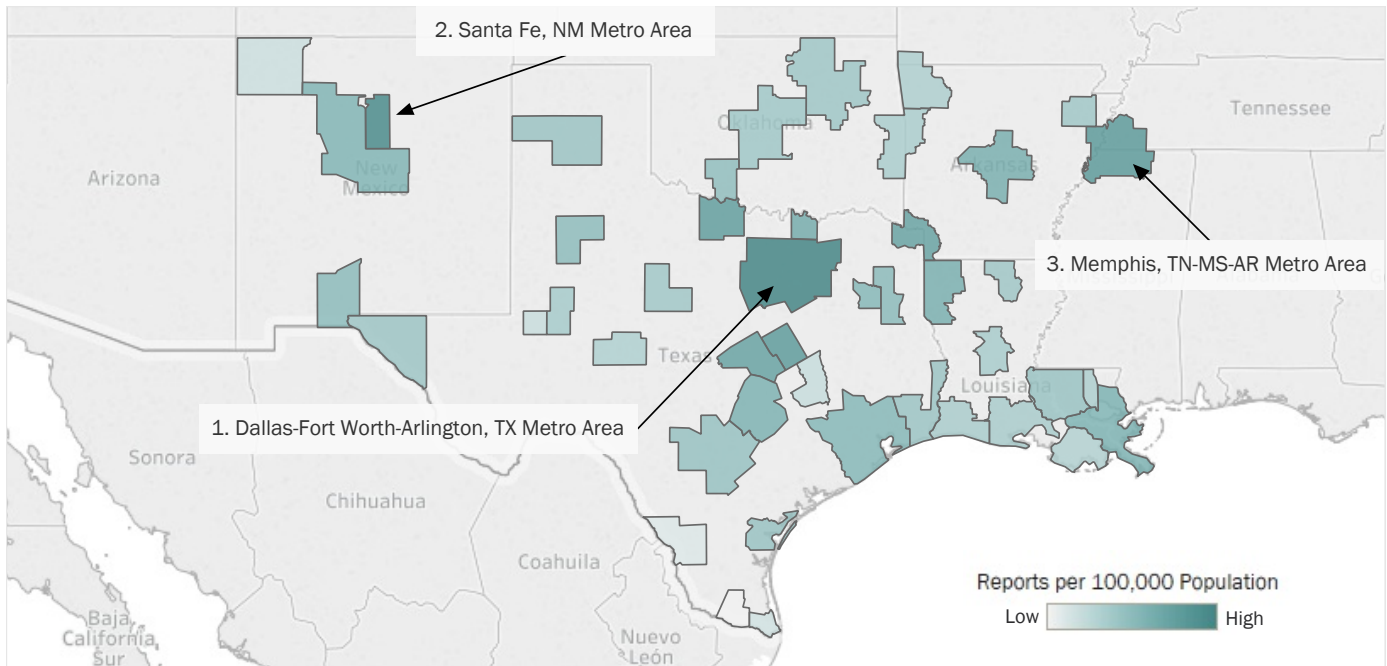 2. Santa Fe, NM Metro Area
Tennessee
Oklahoma
Arizona
New
Mexico
Arkansas
3. Memphis, TN-MS-AR Metro Area
Mississippi
Texas
Louisiana
1. Dallas-Fort Worth-Arlington, TX Metro Area
Sonora
Chihuahua
Coahuila
Reports per 100,000 Population
Low
High
Baja
California
Sur
Nuevo
León